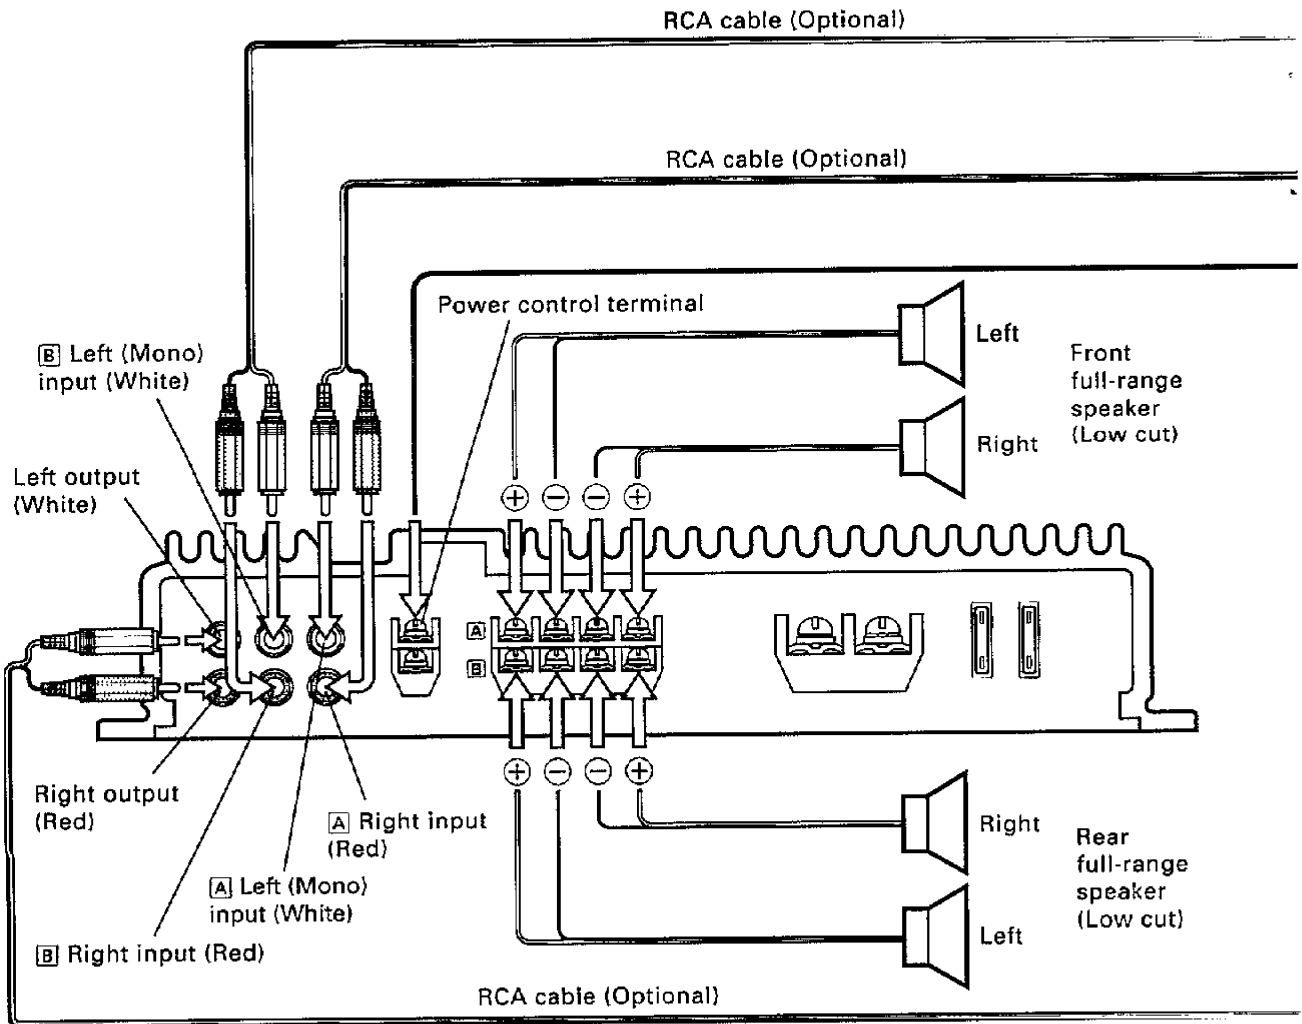 RCA cable (Optional)
RCA cable (Optional)
Power control terminal
B Left (Mono)
input (White)
Left output
(White)
Left
Right
Front
full-range
speaker
(Low cut)
+ − − +
A
B
+ − − +
Right output
(Red)
A Right input
(Red)
A Left (Mono)
input (White)
B Right input (Red)
Right
Left
Rear
full-range
speaker
(Low cut)
RCA cable (Optional)